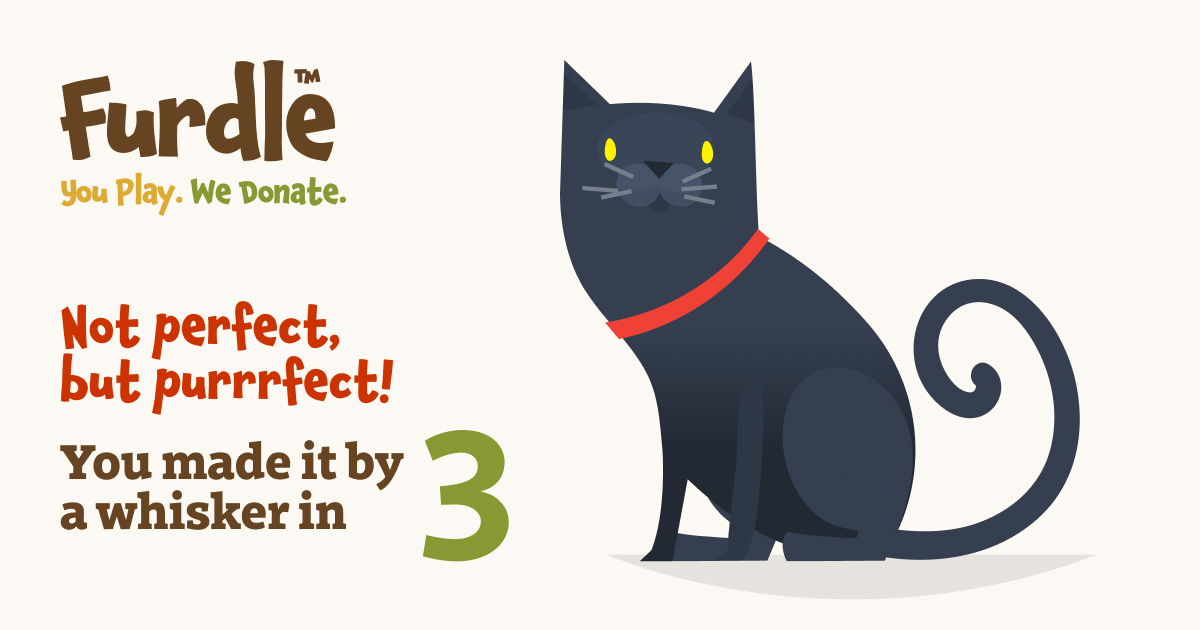 Furdle™
You Play. We Donate.
Not perfect,
but purrrfect!
You made it by
a whisker in 3